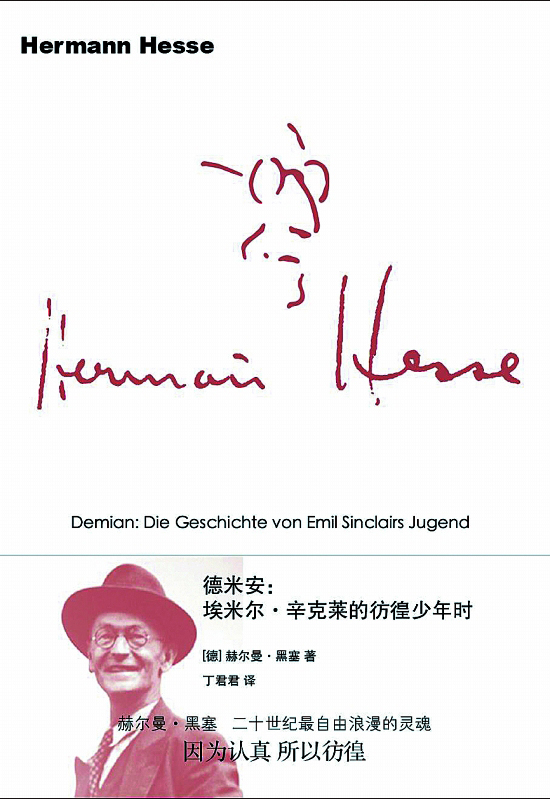 Hermann Hesse
Hermann Hesse
Demian: Die Geschichte von Emil Sinclairs Jugend
德米安:
埃米尔·辛克莱的彷徨少年时
[德] 赫尔曼·黑塞 著
丁君君 译
赫尔曼·黑塞 二十世纪最自由浪漫的灵魂
因为认真 所以彷徨